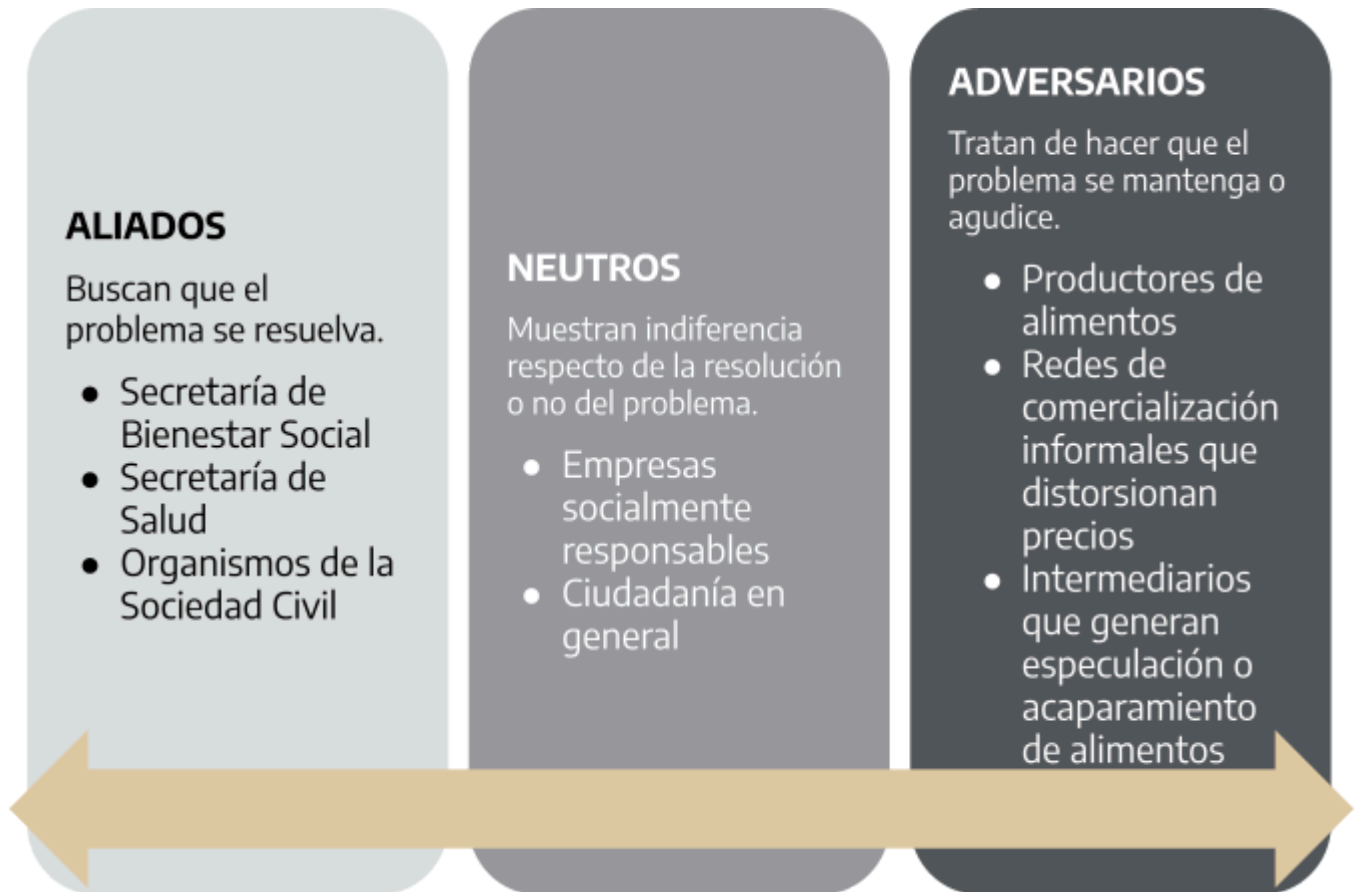 ALIADOS
Buscan que el
problema se resuelva.
● Secretaría de
Bienestar Social
● Secretaría de
Salud
● Organismos de la
Sociedad Civil
NEUTROS
Muestran indiferencia
respecto de la resolución
o no del problema.
● Empresas
socialmente
responsables
● Ciudadanía en
general
ADVERSARIOS
Tratan de hacer que el
problema se mantenga o
agudice.
● Productores de
alimentos
● Redes de
comercialización
informales que
distorsionan
precios
● Intermediarios
que generan
especulación o
acaparamiento
de alimentos